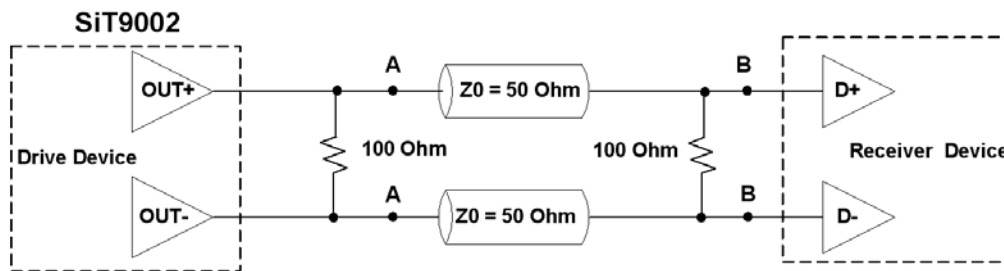 SiT9002
A
B
OUT+
Z0 = 50 Ohm
D+
Drive Device
100 Ohm
100 Ohm
Receiver Device
A
B
OUT-
Z0 = 50 Ohm
D-